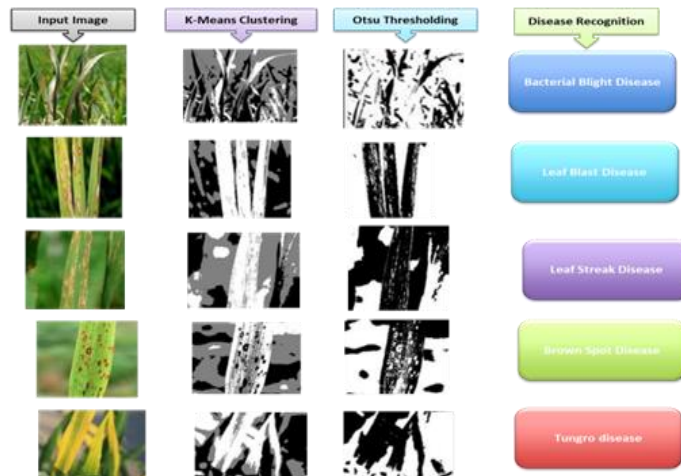 Input Image
K-Means Clustering
Otsu Thresholding
Disease Recognition
Bacterial Blight Disease
Leaf Blast Disease
Leaf Streak Disease
Brown Spot Disease
Tungro disease